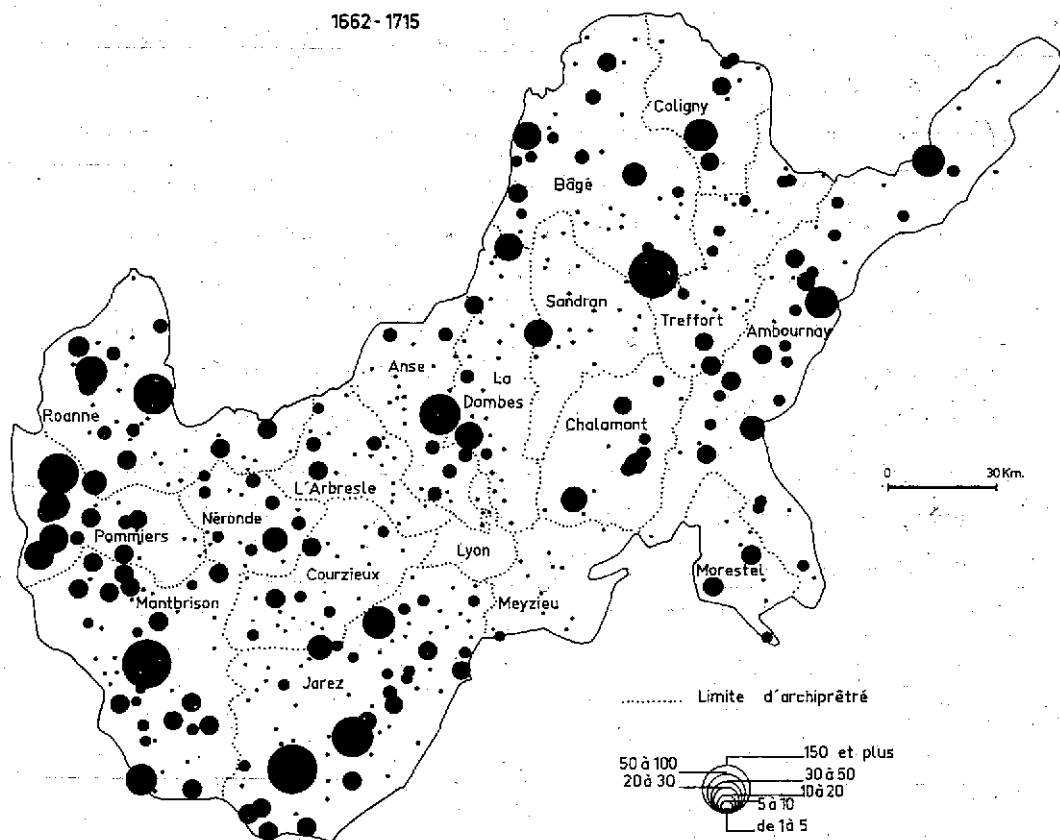 1662-1715
Coligny
Bâgé
Sandran
Treffort
Ambournay
Anse
La
Dombes
Roanne
Chalamont
0 30 Km.
L'Arbresle
Néronde
Pommiers
Lyon
Courzieux
Morestel
Montbrison
Meyzieu
Jarez
Limite d'archiprêtré
150 et plus
50 à 100
30 à 50
20 à 30
10 à 20
5 à 10
de 1 à 5